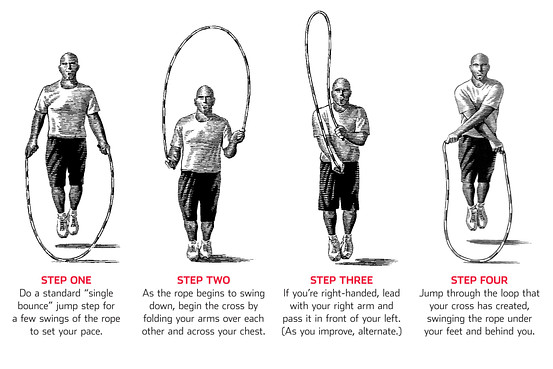 STEP ONE
Do a standard “single
bounce” jump step for
a few swings of the rope
to set your pace.
STEP TWO
As the rope begins to swing
down, begin the cross by
folding your arms over each
other and across your chest.
STEP THREE
If you’re right-handed, lead
with your right arm and
pass it in front of your left.
(As you improve, alternate.)
STEP FOUR
Jump through the loop that
your cross has created,
swinging the rope under
your feet and behind you.